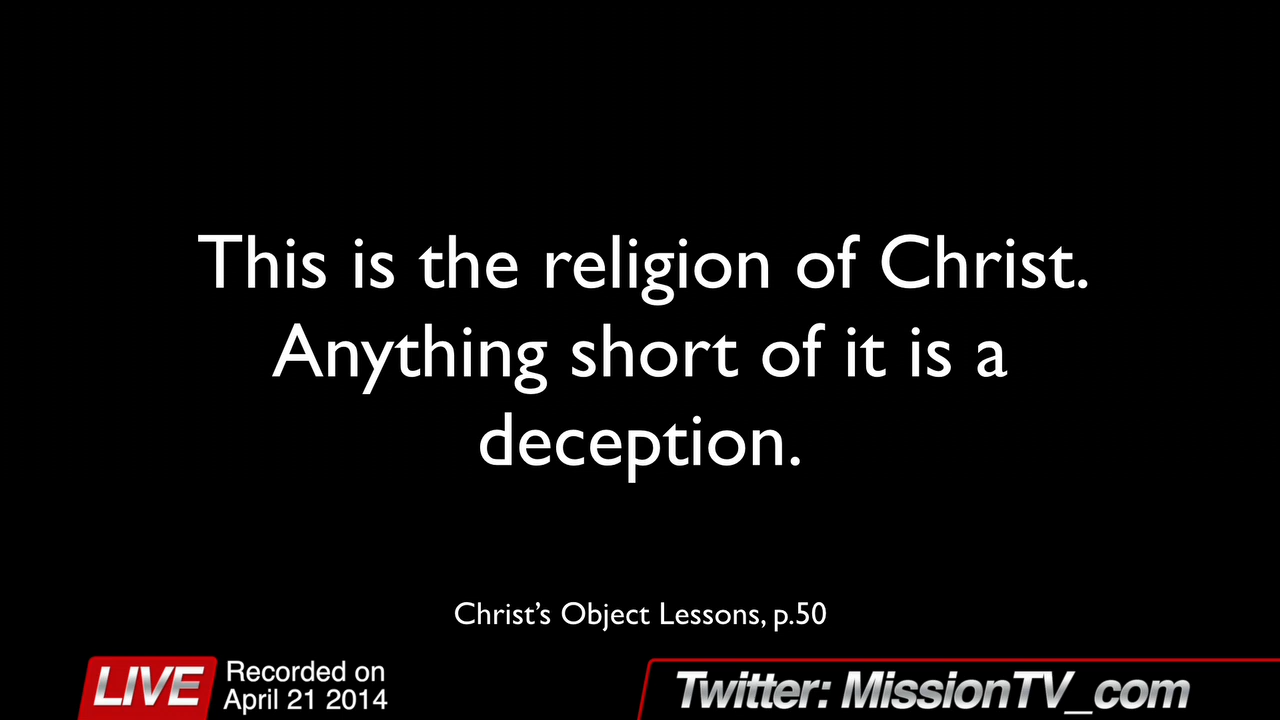 This is the religion of Christ.
Anything short of it is a
deception.
Christ’s Object Lessons, p.50
LIVE
Recorded on
April 21 2014
Twitter: MissionTV_com